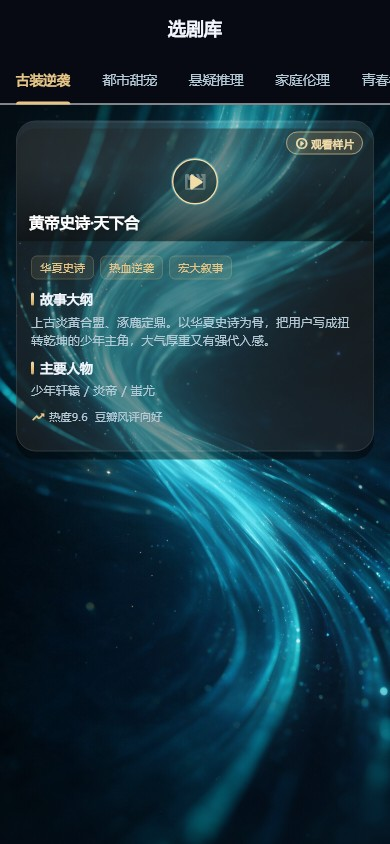 选剧库
古装逆袭 都市甜宠 悬疑推理 家庭伦理 青春
观看样片
黄帝史诗·天下合
华夏史诗 热血逆袭 宏大叙事
故事大纲
上古炎黄合盟、涿鹿定鼎。以华夏史诗为骨，把用户写成扭
转乾坤的少年主角，大气厚重又有强代入感。
主要人物
少年轩辕 / 炎帝 / 蚩尤
热度9.6 豆瓣风评向好